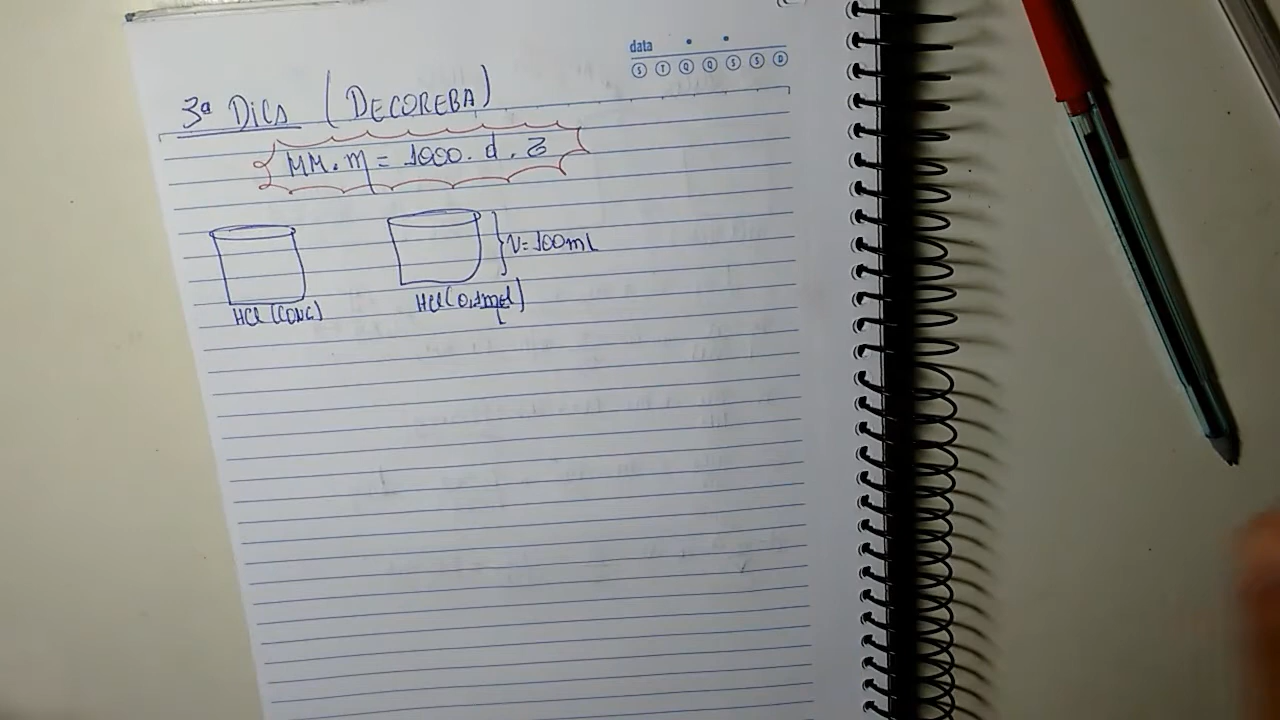 data
S T Q Q S S D
3ª DICA (DECOREBA)
MM.m = 1000.d.z
V=100ml
HCl (CONC)
HCl (0,1mol)